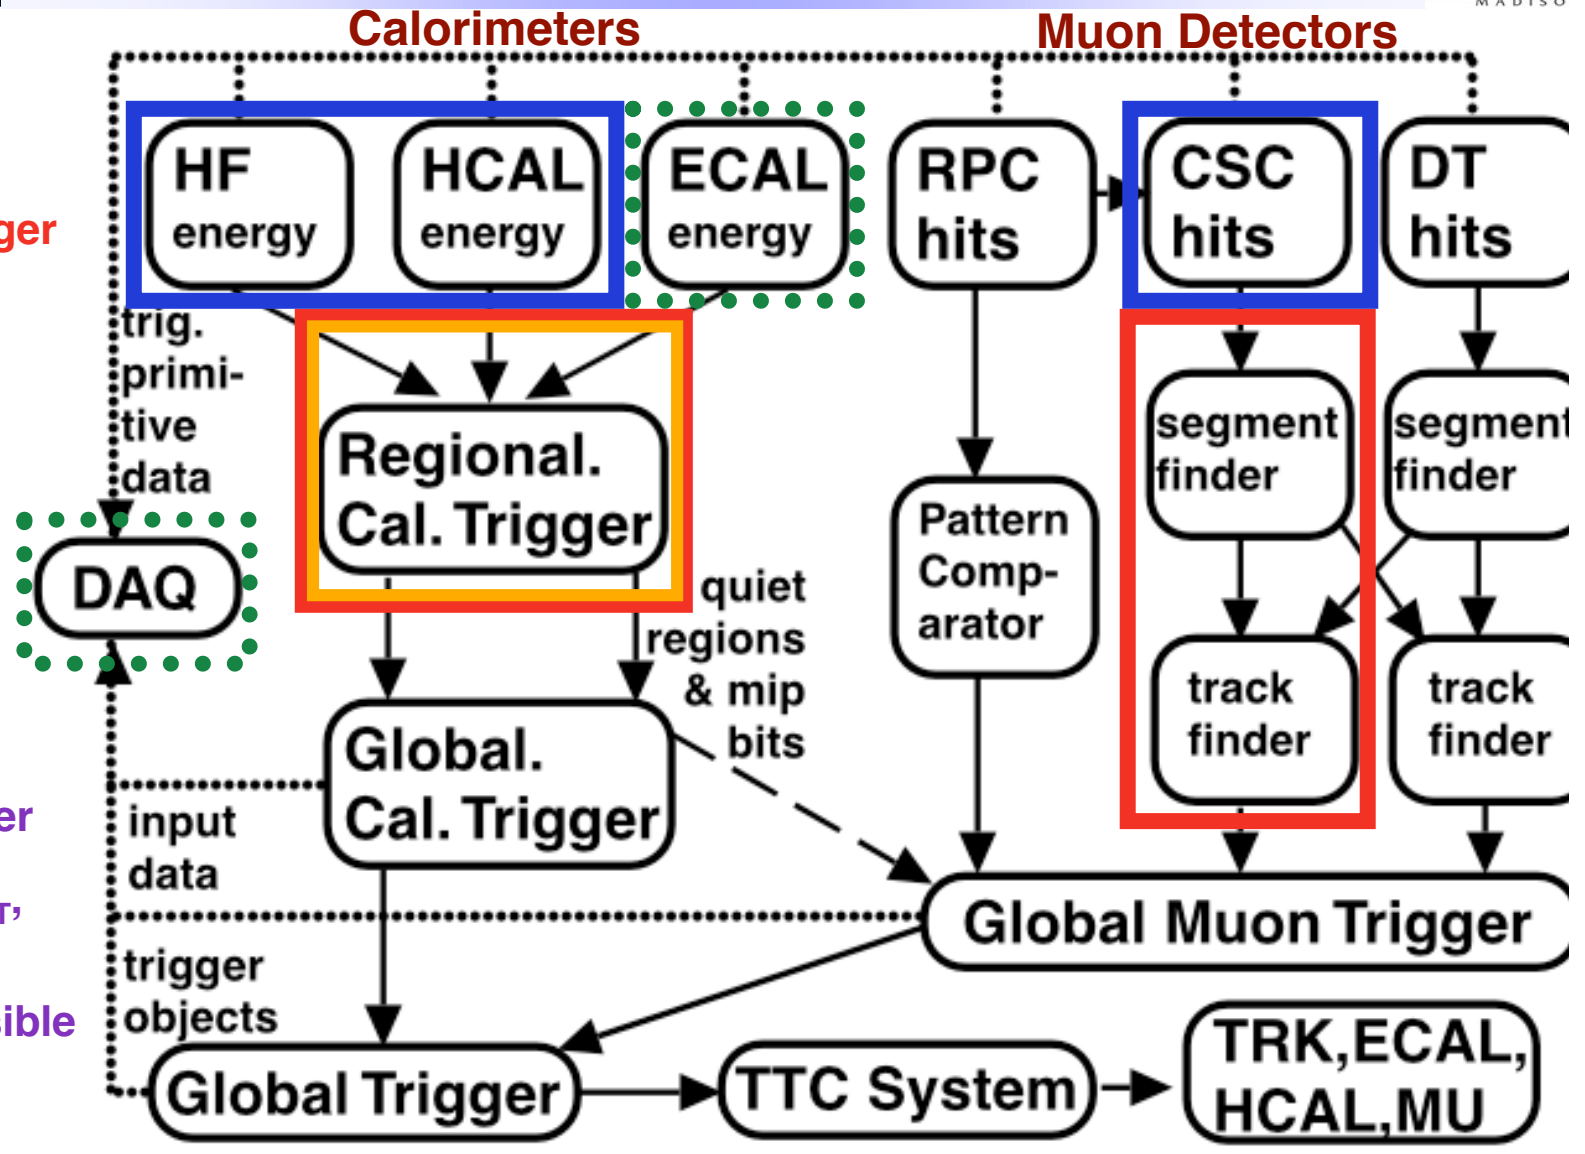 MADISO
Calorimeters
Muon Detectors
HF
energy
HCAL
energy
ECAL
energy
RPC
hits
CSC
hits
DT
hits
ger
trig.
primi-
tive
data
Regional.
Cal. Trigger
segment
finder
segment
finder
Pattern
Comp-
arator
DAQ
quiet
regions
& mip
bits
track
finder
track
finder
Global.
Cal. Trigger
er
input
data
T,
Global Muon Trigger
trigger
objects
sible
TRK,ECAL,
HCAL,MU
Global Trigger
TTC System